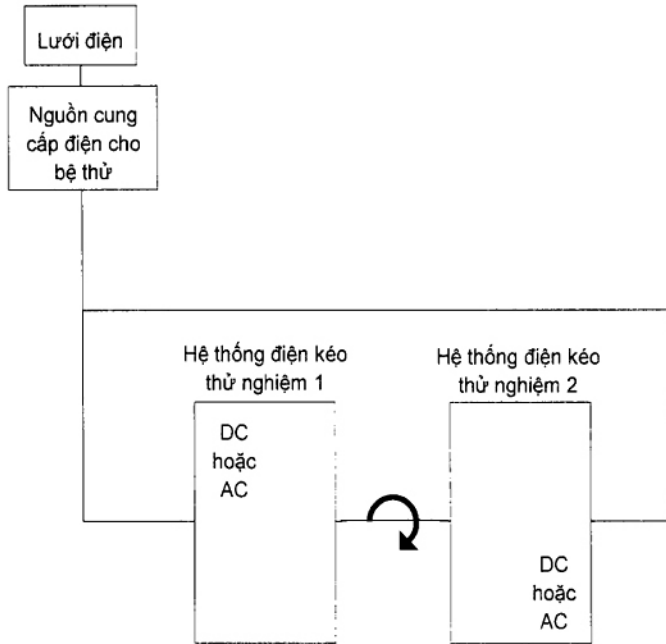 Lưới điện
Nguồn cung
cấp điện cho
bệ thử
Hệ thống điện kéo
thử nghiệm 1
Hệ thống điện kéo
thử nghiệm 2
DC
hoặc
AC
DC
hoặc
AC